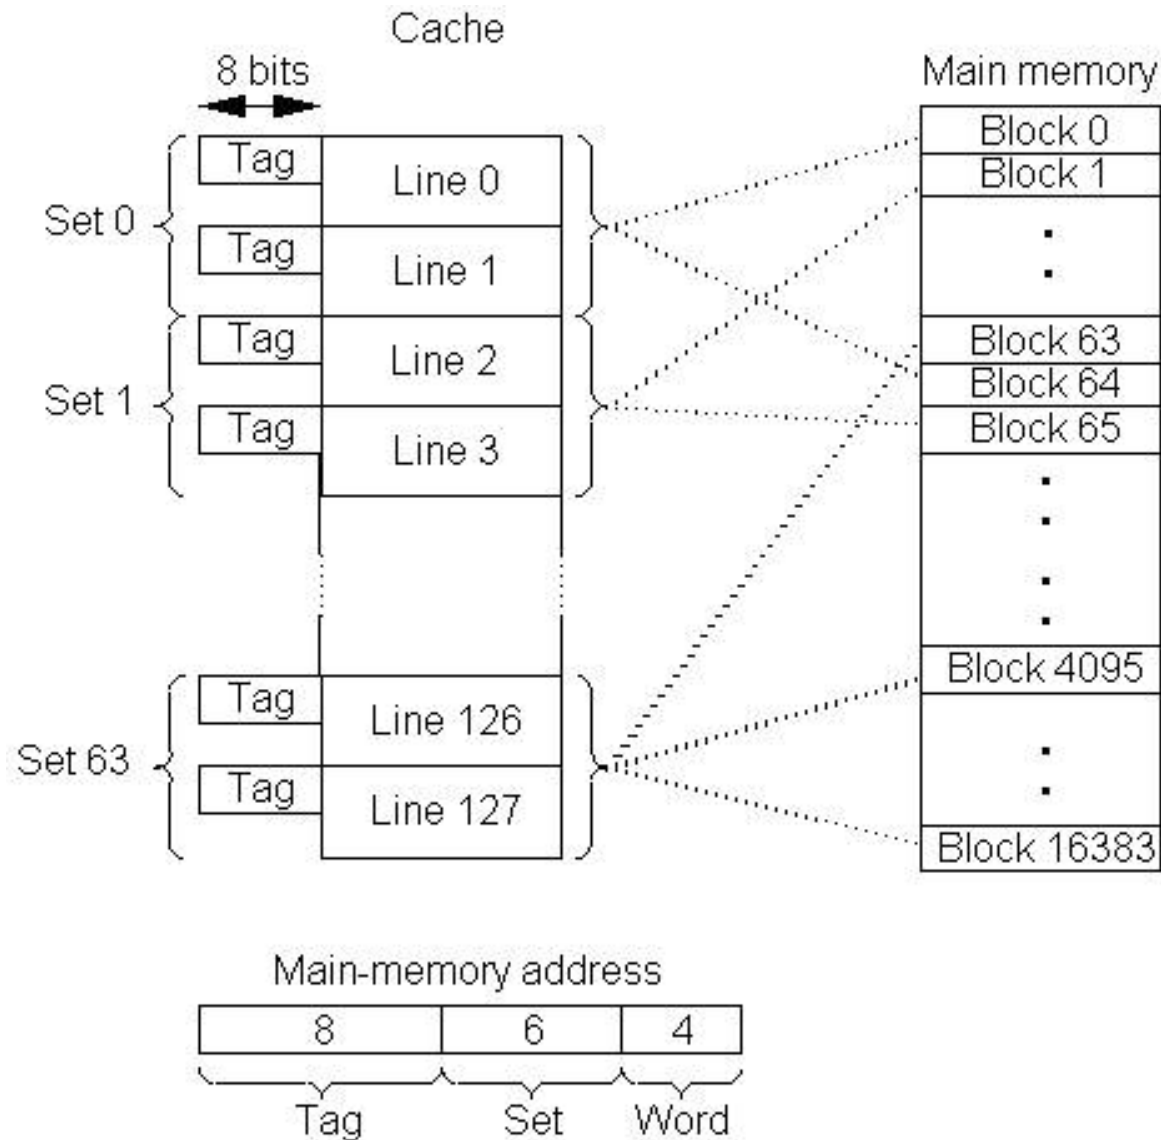 Cache
8 bits
Main memory
Set 0
Tag
Line 0
Tag
Line 1
Set 1
Tag
Line 2
Tag
Line 3
Set 63
Tag
Line 126
Tag
Line 127
Block 0
Block 1
Block 63
Block 64
Block 65
Block 4095
Block 16383
Main-memory address
8 6 4
Tag Set Word